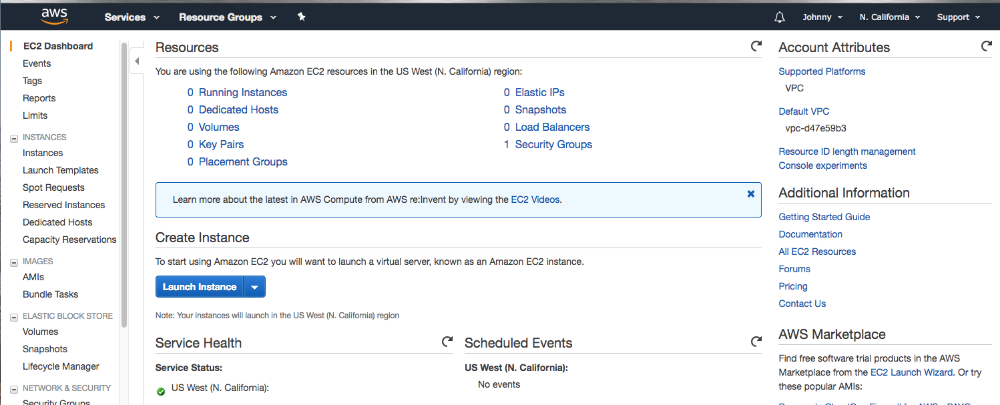 aws Services Resource Groups Johnny N. California Support
EC2 Dashboard
Events
Tags
Reports
Limits
INSTANCES
Instances
Launch Templates
Spot Requests
Reserved Instances
Dedicated Hosts
Capacity Reservations
IMAGES
AMIs
Bundle Tasks
ELASTIC BLOCK STORE
Volumes
Snapshots
Lifecycle Manager
NETWORK & SECURITY
Security Groups
Resources
You are using the following Amazon EC2 resources in the US West (N. California) region:
0 Running Instances
0 Dedicated Hosts
0 Volumes
0 Key Pairs
0 Placement Groups
0 Elastic IPs
0 Snapshots
0 Load Balancers
1 Security Groups
Learn more about the latest in AWS Compute from AWS re:Invent by viewing the EC2 Videos.
Create Instance
To start using Amazon EC2 you will want to launch a virtual server, known as an Amazon EC2 instance.
Launch Instance
Note: Your instances will launch in the US West (N. California) region
Service Health
Service Status:
US West (N. California):
Scheduled Events
US West (N. California):
No events
Account Attributes
Supported Platforms
VPC
Default VPC
vpc-d47e59b3
Resource ID length management
Console experiments
Additional Information
Getting Started Guide
Documentation
All EC2 Resources
Forums
Pricing
Contact Us
AWS Marketplace
Find free software trial products in the AWS
Marketplace from the EC2 Launch Wizard. Or try
these popular AMIs: